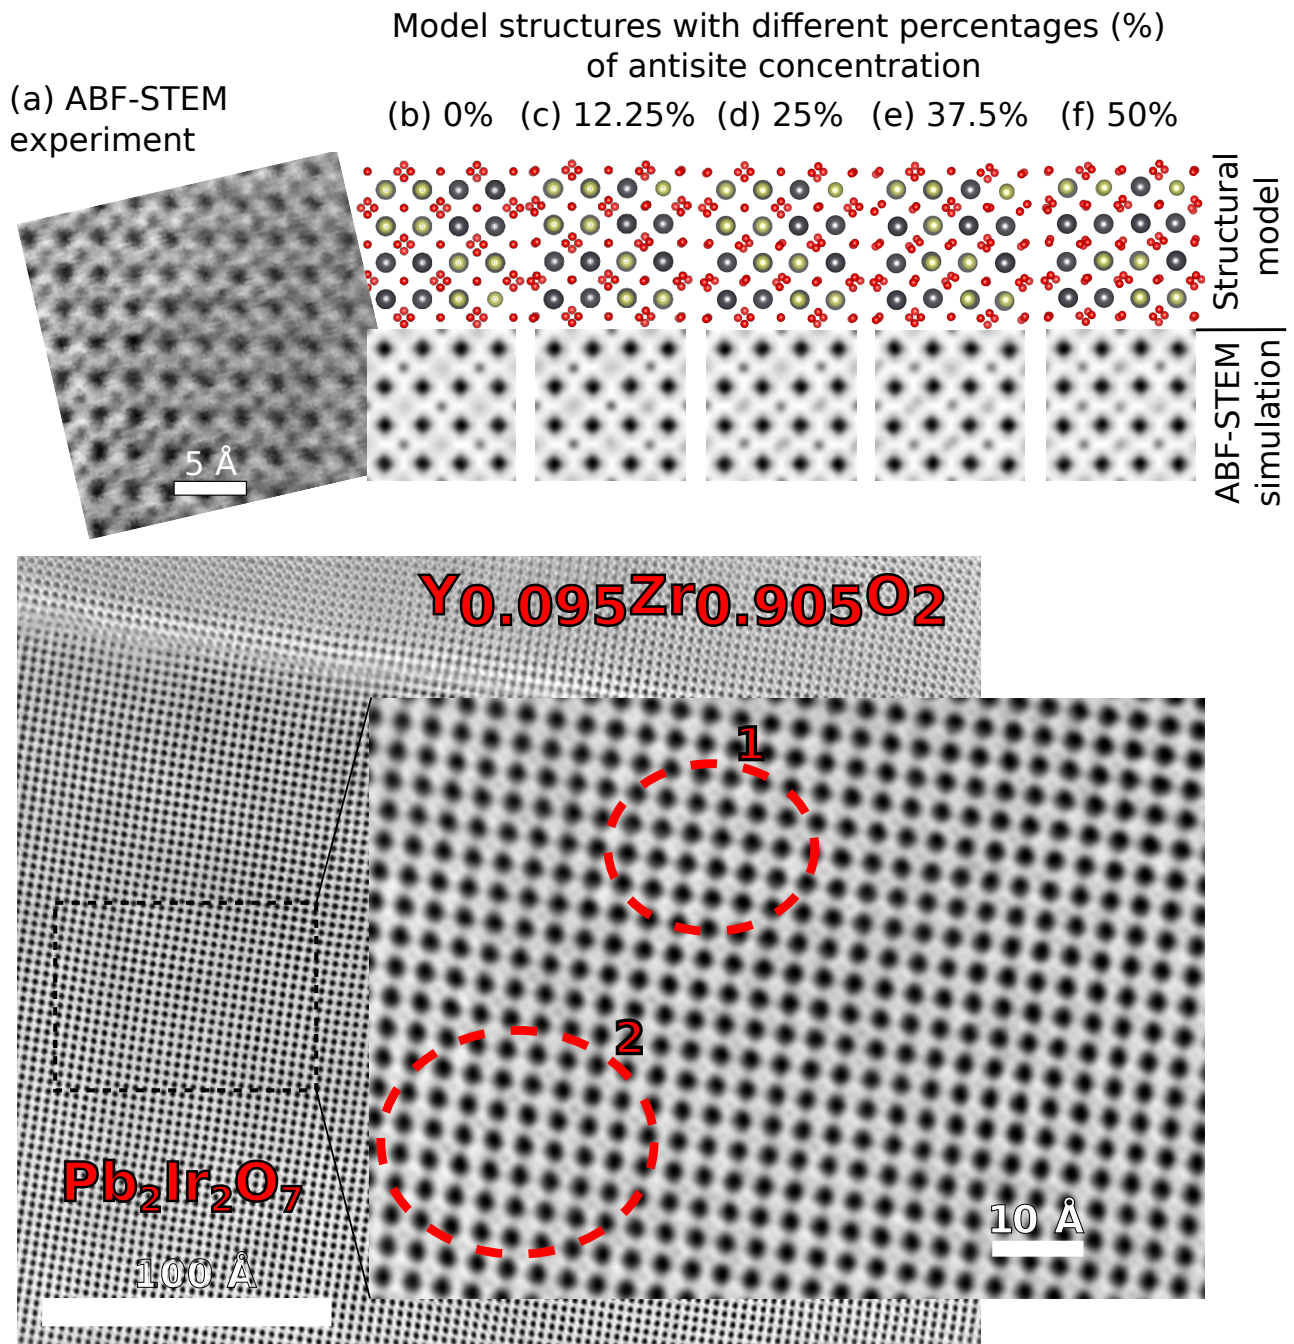 Model structures with different percentages (%)
of antisite concentration
(a) ABF-STEM
experiment
(b) 0% (c) 12.25% (d) 25% (e) 37.5% (f) 50%
Structural
model
ABF-STEM
simulation
5 Å
Y0.095Zr0.905O2
1
2
Pb2Ir2O7
10 Å
100 Å